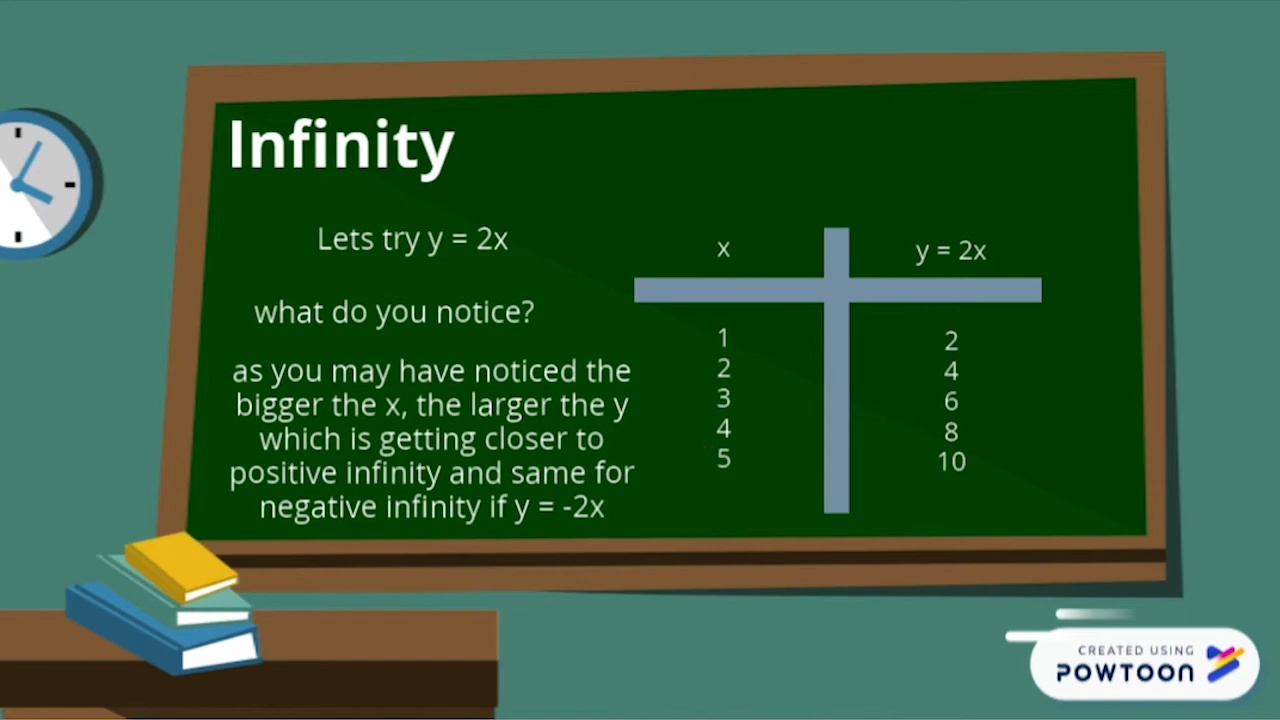 Infinity
Lets try y = 2x
what do you notice?
as you may have noticed the
bigger the x, the larger the y
which is getting closer to
positive infinity and same for
negative infinity if y = -2x
x y = 2x
1 2
2 4
3 6
4 8
5 10
CREATED USING
POWTOON